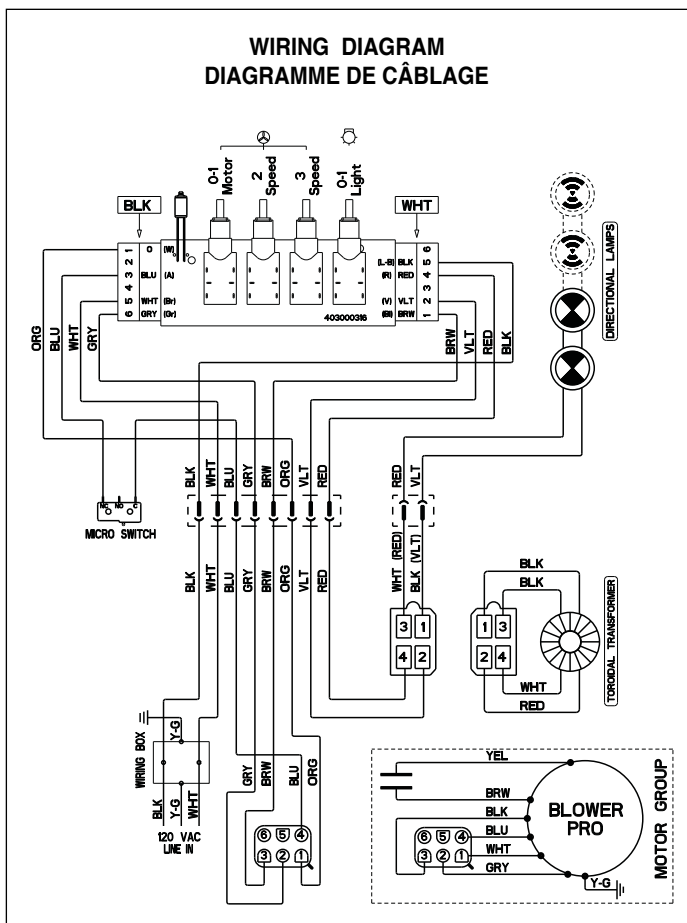 WIRING DIAGRAM
DIAGRAMME DE CÂBLAGE
0-1 Motor
2 Speed
3 Speed
0-1 Light
BLK
WHT
1 O (W)
2
3 BLU (A)
4
5 WHT (Br)
6 GRY (Gr)
6
(L-B) BLK 5
(R) RED 4
3
(V) VLT 2
(Bl) BRW 1
403000316
ORG
BLU
WHT
GRY
BRW
VLT
RED
BLK
DIRECTIONAL LAMPS
NC NO C
MICRO SWITCH
BLK
WHT
BLU
GRY
BRW
ORG
VLT
RED
RED
VLT
BLK
WHT
BLU
GRY
BRW
ORG
VLT
RED
WHT (RED)
BLK (VLT)
3 1
4 2
BLK
BLK
1 3
2 4
WHT
RED
TOROIDAL TRANSFORMER
Y-G
WIRING BOX
BLK
Y-G
WHT
120 VAC
LINE IN
GRY
BRW
BLU
ORG
6 5 4
3 2 1
YEL
BRW
BLK
BLU
WHT
GRY
6 5 4
3 2 1
BLOWER
PRO
Y-G
MOTOR GROUP